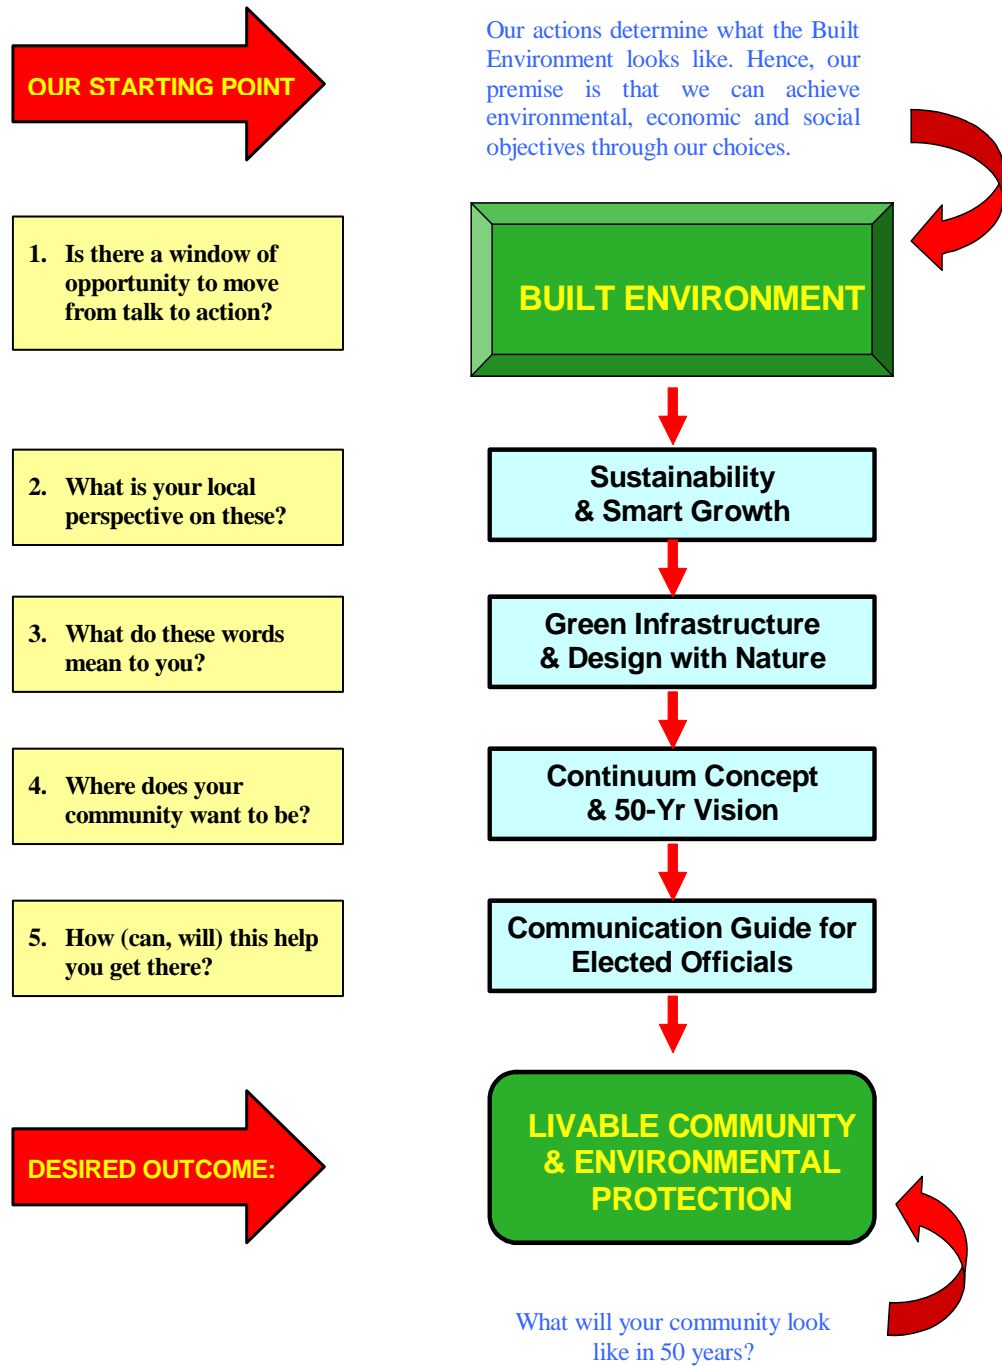 OUR STARTING POINT
Our actions determine what the Built
Environment looks like. Hence, our
premise is that we can achieve
environmental, economic and social
objectives through our choices.
1. Is there a window of
opportunity to move
from talk to action?
BUILT ENVIRONMENT
2. What is your local
perspective on these?
Sustainability
& Smart Growth
3. What do these words
mean to you?
Green Infrastructure
& Design with Nature
4. Where does your
community want to be?
Continuum Concept
& 50-Yr Vision
5. How (can, will) this help
you get there?
Communication Guide for
Elected Officials
DESIRED OUTCOME:
LIVABLE COMMUNITY
& ENVIRONMENTAL
PROTECTION
What will your community look
like in 50 years?